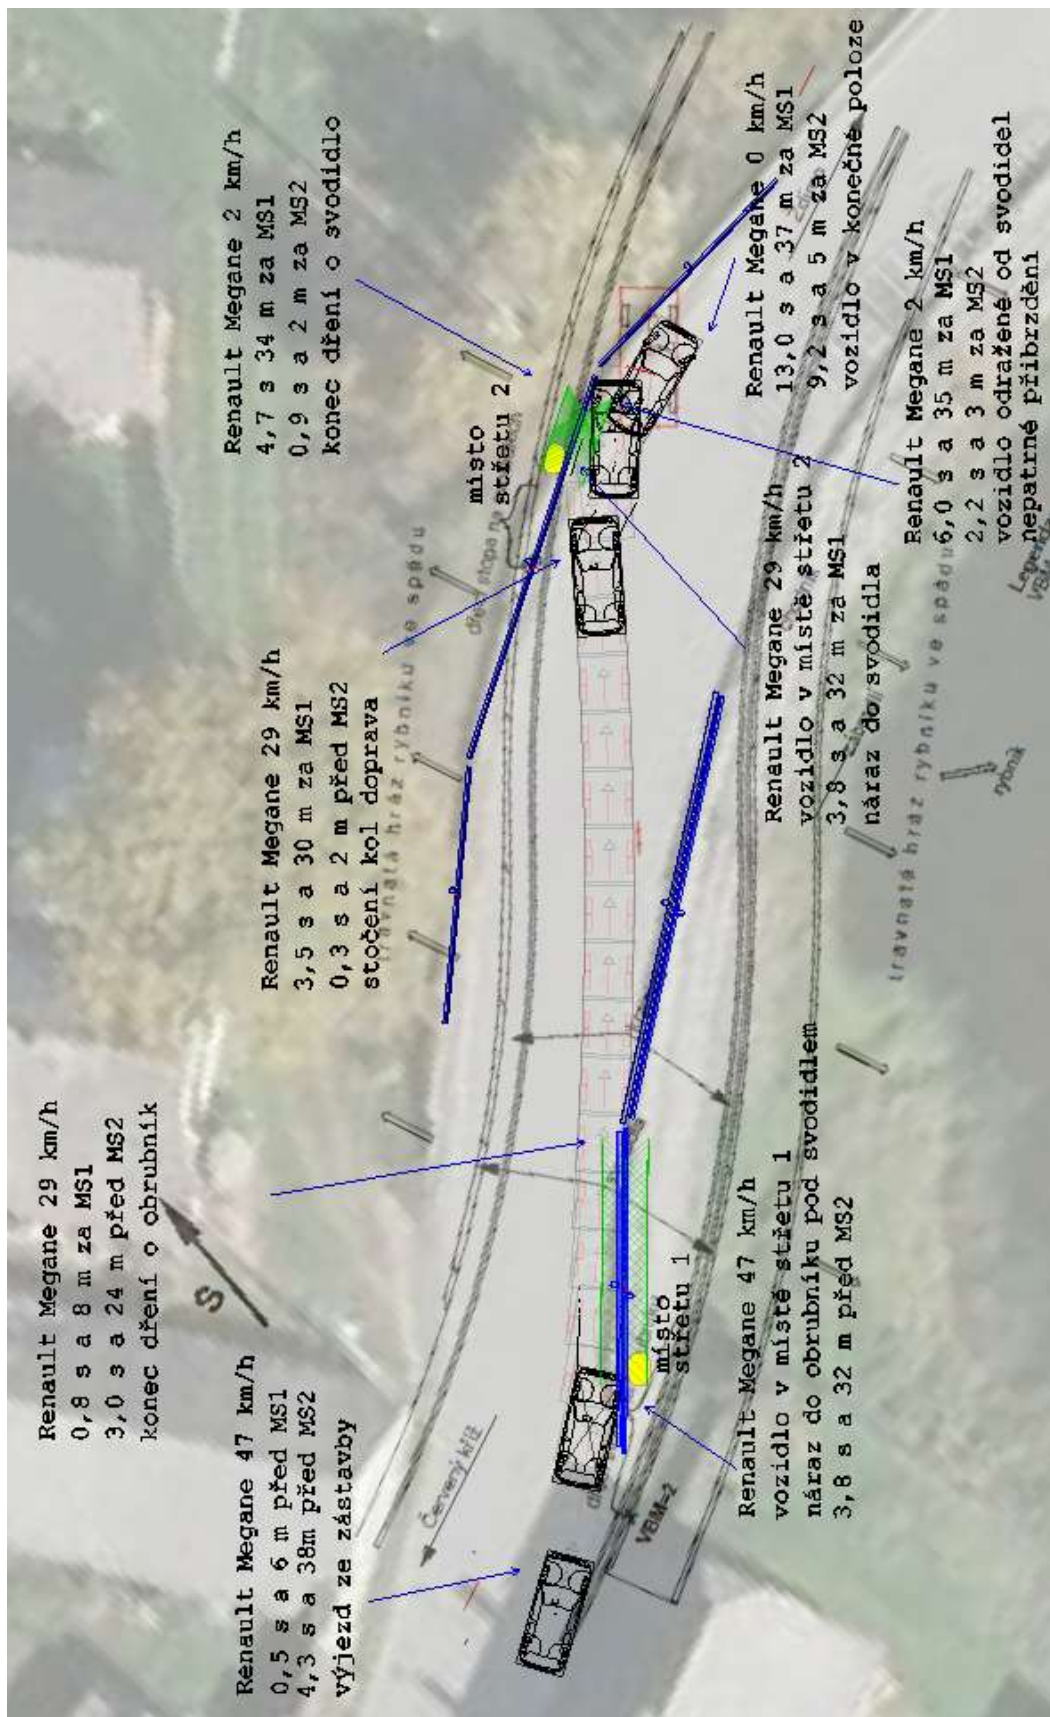 Renault Megane 47 km/h
0,5 s a 6 m před MS1
4,3 s a 38m před MS2
výjezd ze zástavby
Renault Megane 29 km/h
0,8 s a 8 m za MS1
3,0 s a 24 m před MS2
konec dření o obrubník
Renault Megane 29 km/h
3,5 s a 30 m za MS1
0,3 s a 2 m před MS2
stočení kol doprava
Renault Megane 2 km/h
4,7 s 34 m za MS1
0,9 s a 2 m za MS2
konec dření o svodidlo
S
Červený kříž
travnatá hráz rybníku ve spádu
místo
střetu 2
místo
střetu 1
VBM-2
Renault Megane 47 km/h
vozidlo v místě střetu 1
náraz do obrubníku pod svodidlem
3,8 s a 32 m před MS2
Renault Megane 29 km/h
vozidlo v místě střetu 2
3,8 s a 32 m za MS1
náraz do svodidla
Renault Megane 2 km/h
6,0 s a 35 m za MS1
2,2 s a 3 m za MS2
vozidlo odražené od svodidel
nepatrné přibrzdění
Renault Megane 0 km/h
13,0 s a 37 m za MS1
9,2 s a 5 m za MS2
vozidlo v konečné poloze
travnatá hráz rybníku ve spádu